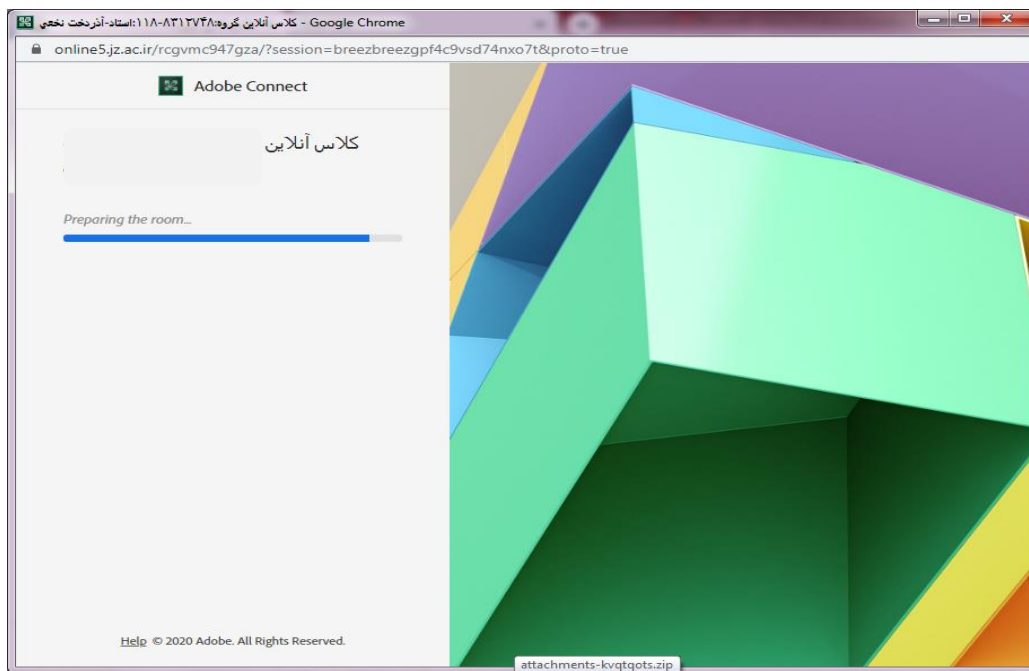 کلاس آنلاین گروه:۸۳۱۲۷۴۸-۱۱۸:استاد-آذردخت نخعي - Google Chrome
online5.jz.ac.ir/rcgvmc947gza/?session=breezbreezgpf4c9vsd74nxo7t&proto=true
Adobe Connect
کلاس آنلاین
Preparing the room...
Help © 2020 Adobe. All Rights Reserved.
attachments-kvqtqots.zip